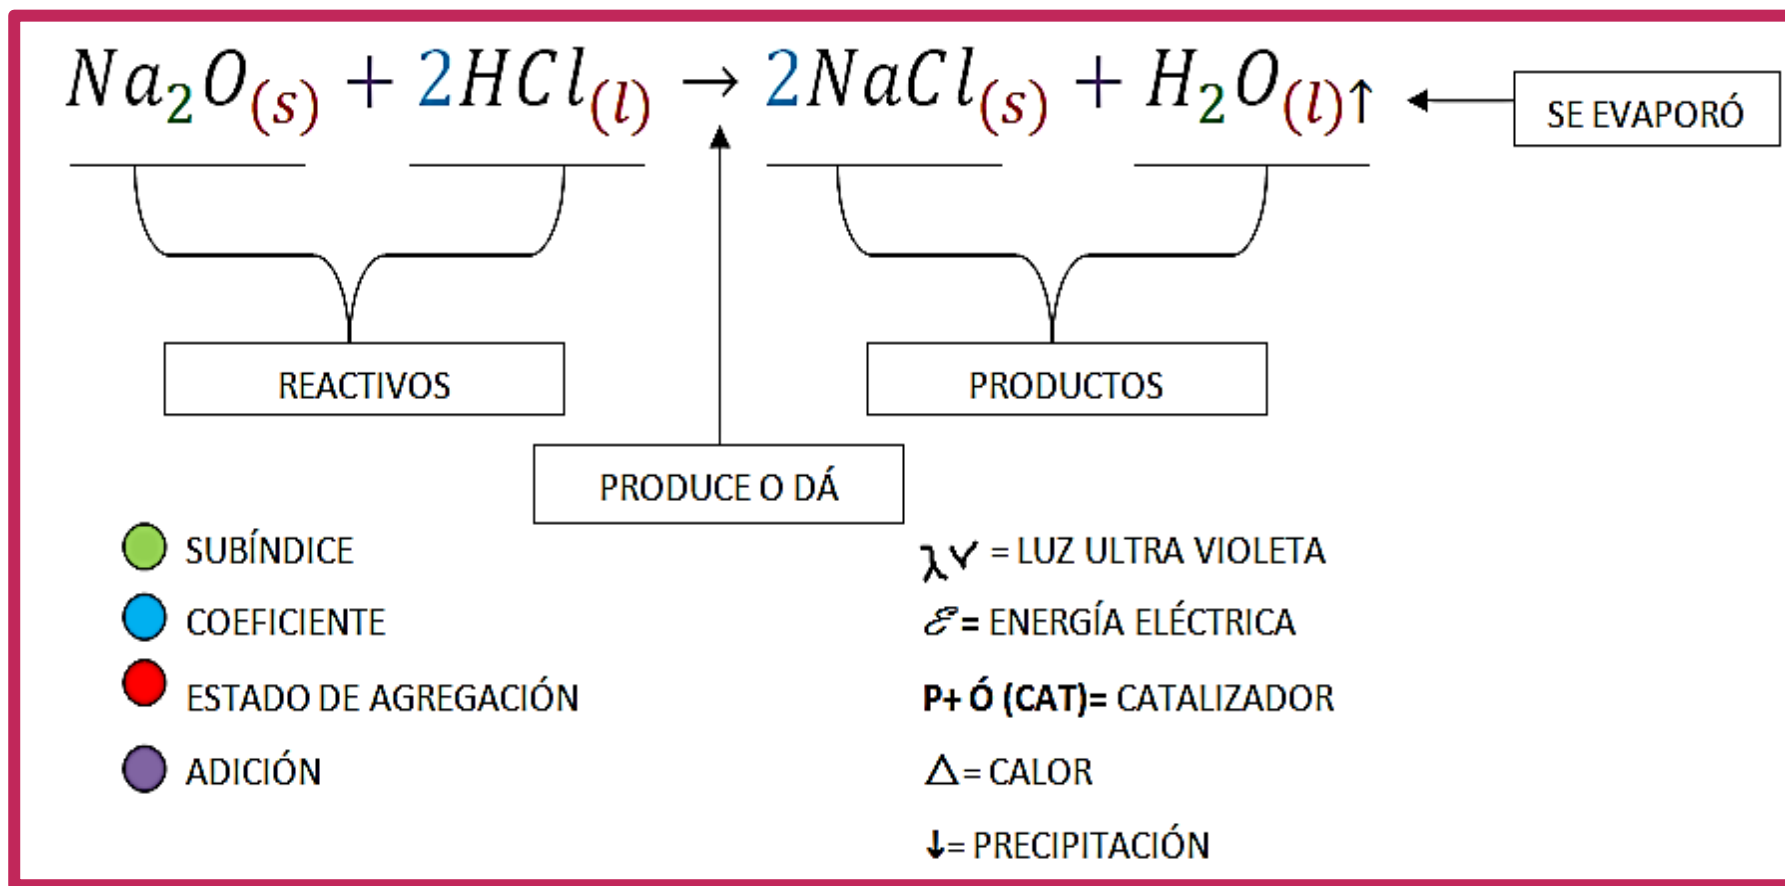 Na₂O(s) + 2HCl(l) → 2NaCl(s) + H₂O(l)↑
SE EVAPORÓ
REACTIVOS
PRODUCTOS
PRODUCE O DÁ
SUBÍNDICE
COEFICIENTE
ESTADO DE AGREGACIÓN
ADICIÓN
λv = LUZ ULTRA VIOLETA
ℰ= ENERGÍA ELÉCTRICA
P+ Ó (CAT)= CATALIZADOR
△= CALOR
↓= PRECIPITACIÓN